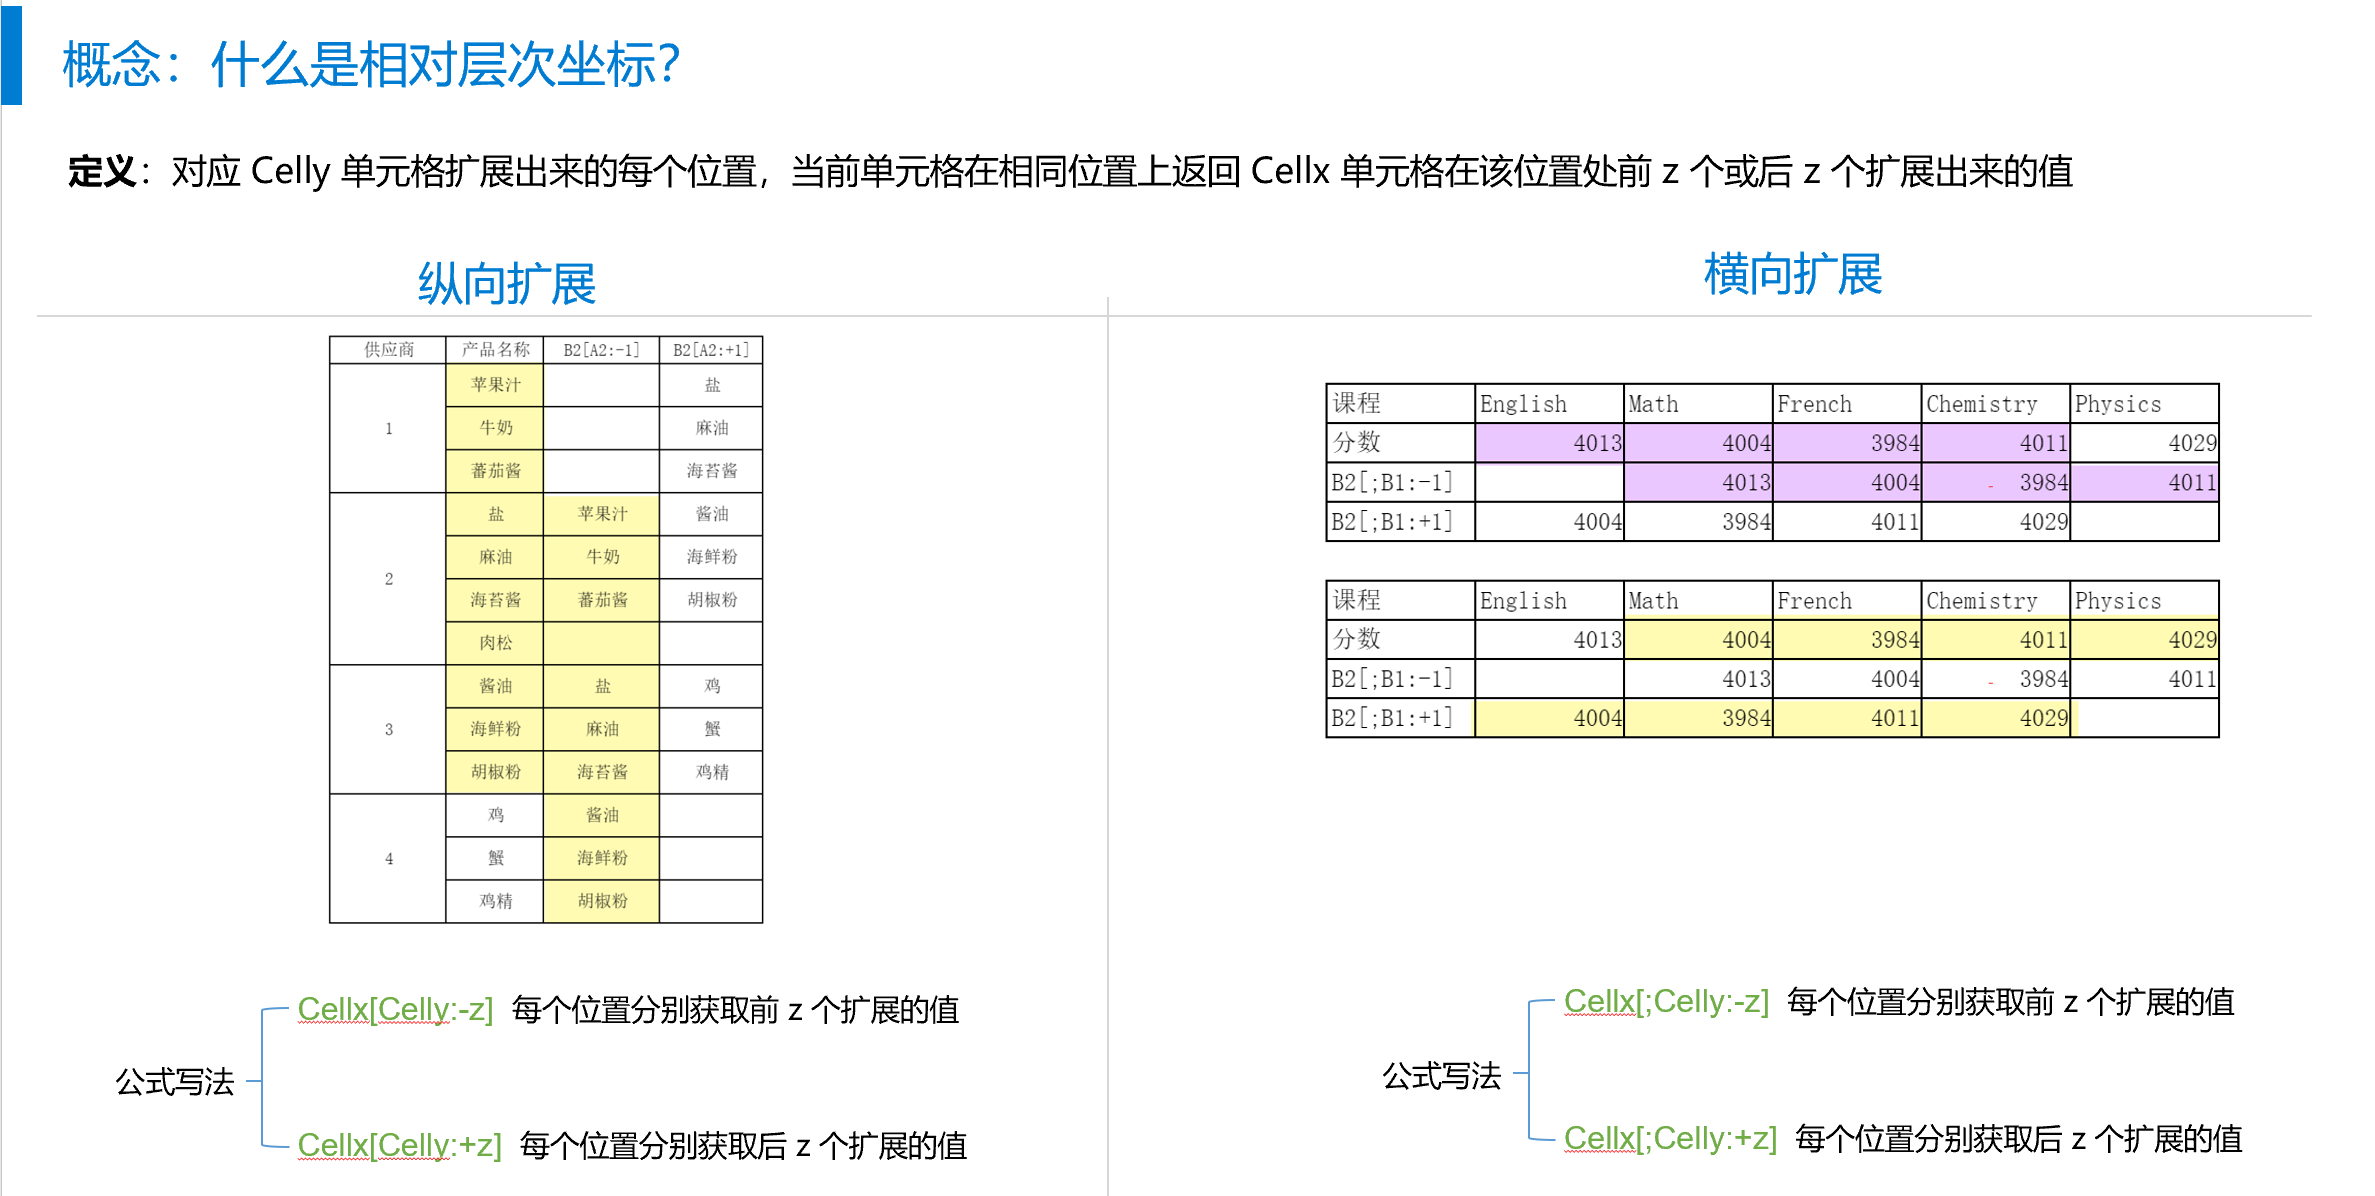 概念：什么是相对层次坐标？
定义：对应 Celly 单元格扩展出来的每个位置，当前单元格在相同位置上返回 Cellx 单元格在该位置处前 z 个或后 z 个扩展出来的值
纵向扩展
供应商 产品名称 B2[A2:-1] B2[A2:+1]
1 苹果汁 盐
牛奶 麻油
蕃茄酱 海苔酱
2 盐 苹果汁 酱油
麻油 牛奶 海鲜粉
海苔酱 蕃茄酱 胡椒粉
肉松
3 酱油 盐 鸡
海鲜粉 麻油 蟹
胡椒粉 海苔酱 鸡精
4 鸡 酱油
蟹 海鲜粉
鸡精 胡椒粉
公式写法
Cellx[Celly:-z] 每个位置分别获取前 z 个扩展的值
Cellx[Celly:+z] 每个位置分别获取后 z 个扩展的值
横向扩展
课程 English Math French Chemistry Physics
分数 4013 4004 3984 4011 4029
B2[;B1:-1] 4013 4004 - 3984 4011
B2[;B1:+1] 4004 3984 4011 4029
课程 English Math French Chemistry Physics
分数 4013 4004 3984 4011 4029
B2[;B1:-1] 4013 4004 - 3984 4011
B2[;B1:+1] 4004 3984 4011 4029
公式写法
Cellx[;Celly:-z] 每个位置分别获取前 z 个扩展的值
Cellx[;Celly:+z] 每个位置分别获取后 z 个扩展的值